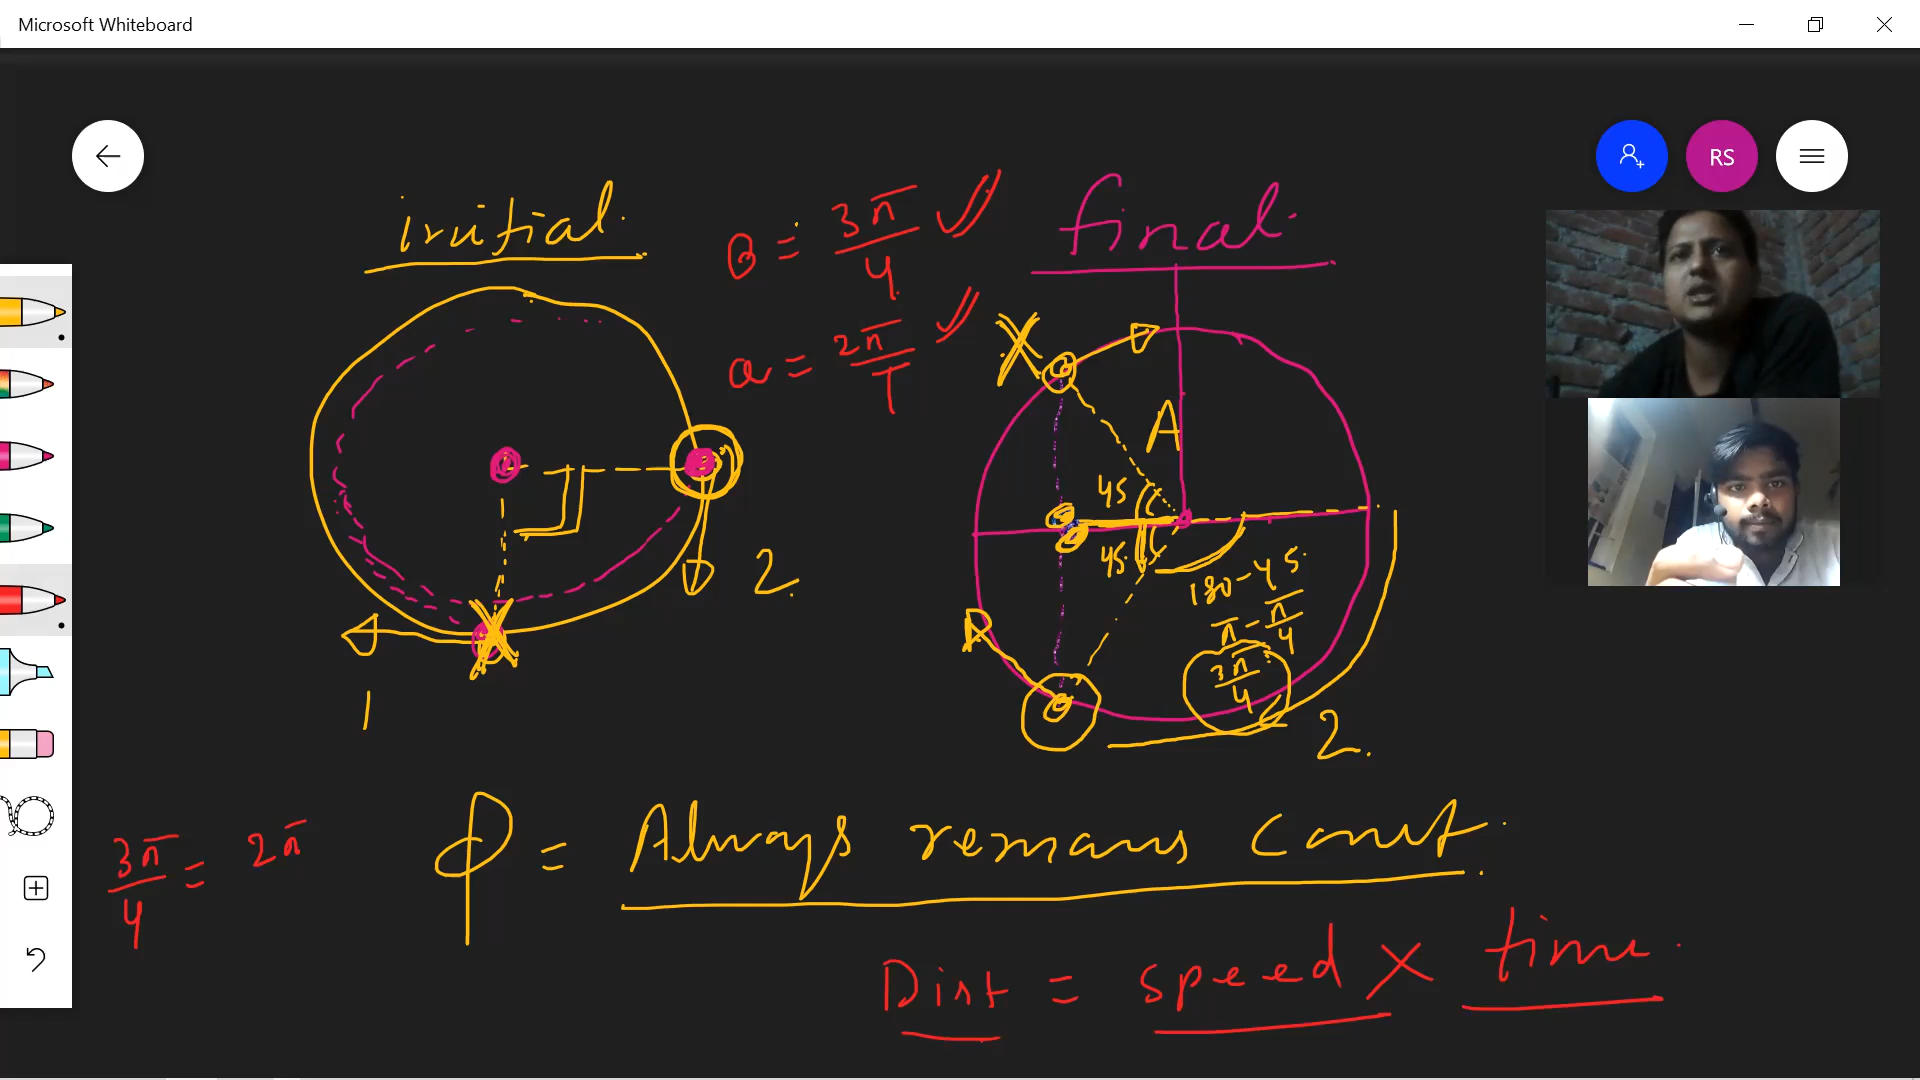 Microsoft Whiteboard
RS
initial.
θ = 3π/4 ✓
ω = 2π/T ✓
final.
X
A
45
45
180-45
π - π/4
3π/4
2.
2.
X
1
3π/4 = 2π
φ = Always remans Const.
Dist = speed X time.